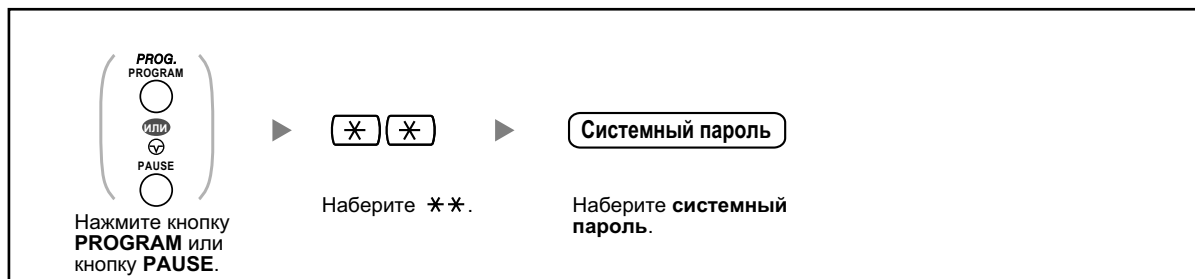 PROG.
PROGRAM
или
PAUSE
Нажмите кнопку
PROGRAM или
кнопку PAUSE.
✱ ✱
Наберите ✱✱.
Системный пароль
Наберите системный
пароль.